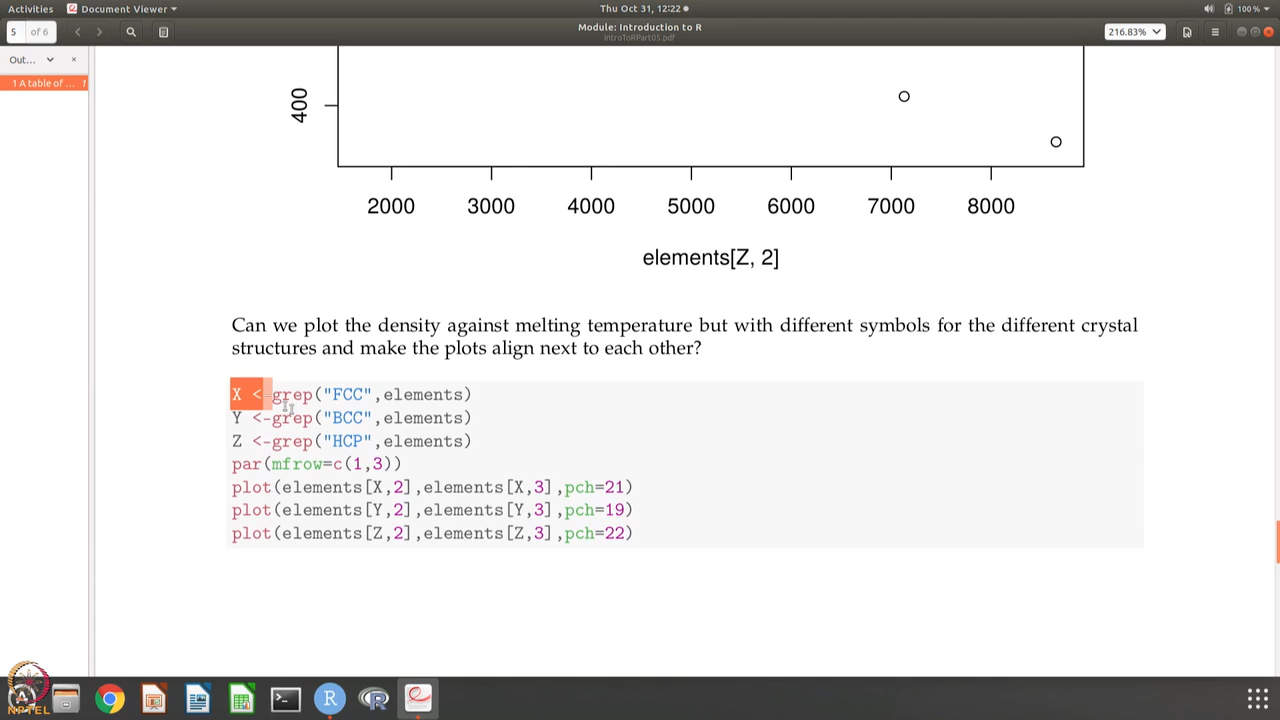 Activities Document Viewer Thu Oct 31, 12:22 100%
5 of 6 Module: Introduction to R 216.83%
IntroToRPart05.pdf
Out...
1 A table of ... 7
400
2000 3000 4000 5000 6000 7000 8000
elements[Z, 2]
Can we plot the density against melting temperature but with different symbols for the different crystal
structures and make the plots align next to each other?
X <-grep("FCC",elements)
Y <-grep("BCC",elements)
Z <-grep("HCP",elements)
par(mfrow=c(1,3))
plot(elements[X,2],elements[X,3],pch=21)
plot(elements[Y,2],elements[Y,3],pch=19)
plot(elements[Z,2],elements[Z,3],pch=22)
NPTEL